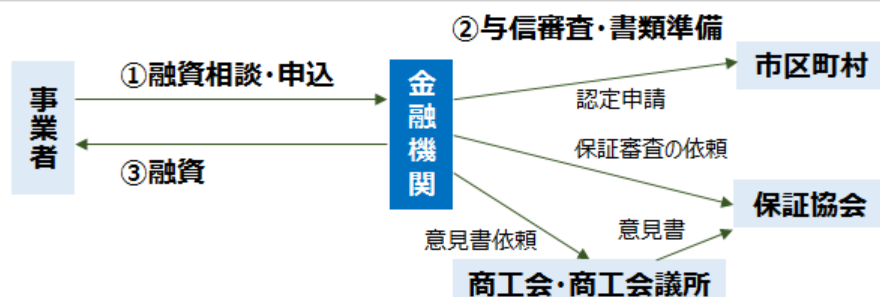 ②与信審査・書類準備
市区町村
①融資相談・申込
事業者
金融機関
認定申請
保証審査の依頼
③融資
保証協会
意見書
意見書依頼
商工会・商工会議所